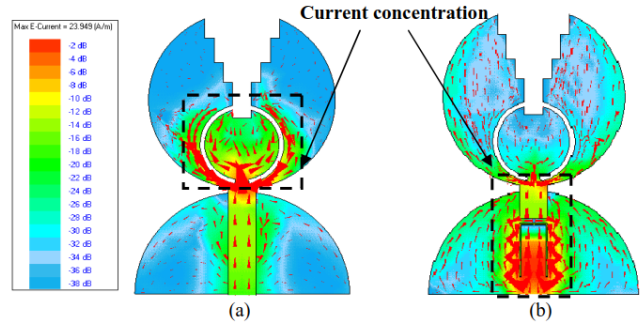 Current concentration
Max E-Current = 23.949 (A/m)
-2 dB
-4 dB
-6 dB
-8 dB
-10 dB
-12 dB
-14 dB
-16 dB
-18 dB
-20 dB
-22 dB
-24 dB
-26 dB
-28 dB
-30 dB
-32 dB
-34 dB
-36 dB
-38 dB
(a)
(b)